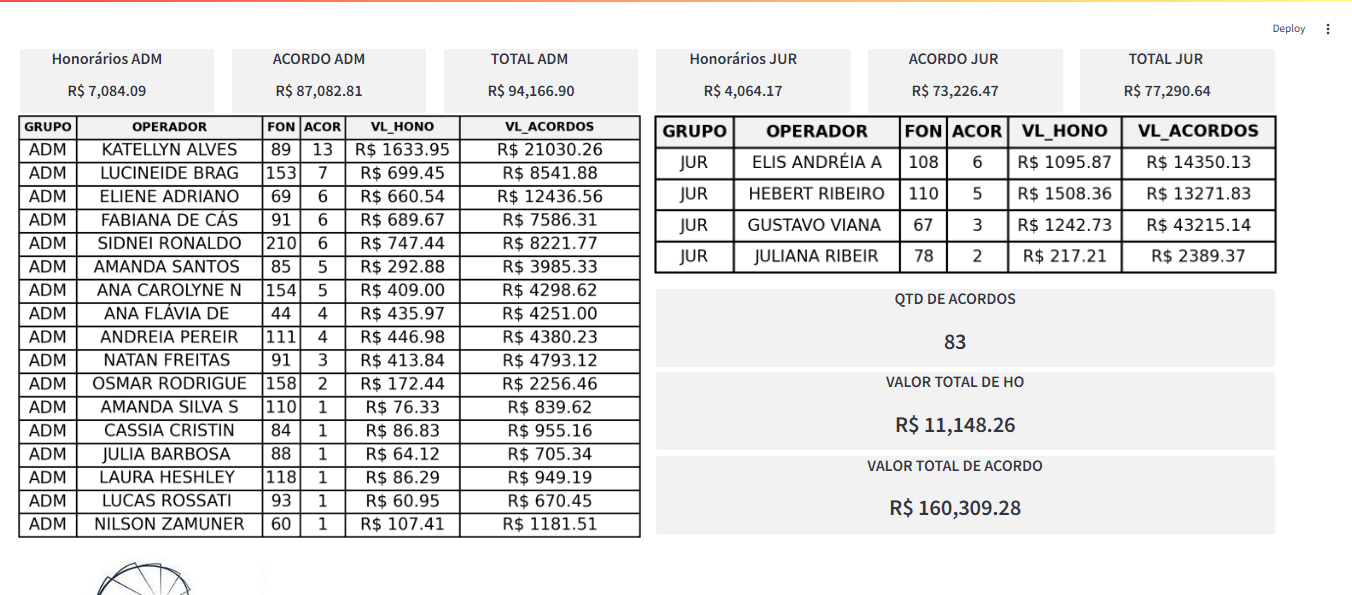 Deploy
Honorários ADM
R$ 7,084.09
ACORDO ADM
R$ 87,082.81
TOTAL ADM
R$ 94,166.90
Honorários JUR
R$ 4,064.17
ACORDO JUR
R$ 73,226.47
TOTAL JUR
R$ 77,290.64
GRUPO OPERADOR FON ACOR VL_HONO VL_ACORDOS
ADM KATELLYN ALVES 89 13 R$ 1633.95 R$ 21030.26
ADM LUCINEIDE BRAG 153 7 R$ 699.45 R$ 8541.88
ADM ELIENE ADRIANO 69 6 R$ 660.54 R$ 12436.56
ADM FABIANA DE CÁS 91 6 R$ 689.67 R$ 7586.31
ADM SIDNEI RONALDO 210 6 R$ 747.44 R$ 8221.77
ADM AMANDA SANTOS 85 5 R$ 292.88 R$ 3985.33
ADM ANA CAROLYNE N 154 5 R$ 409.00 R$ 4298.62
ADM ANA FLÁVIA DE 44 4 R$ 435.97 R$ 4251.00
ADM ANDREIA PEREIR 111 4 R$ 446.98 R$ 4380.23
ADM NATAN FREITAS 91 3 R$ 413.84 R$ 4793.12
ADM OSMAR RODRIGUE 158 2 R$ 172.44 R$ 2256.46
ADM AMANDA SILVA S 110 1 R$ 76.33 R$ 839.62
ADM CASSIA CRISTIN 84 1 R$ 86.83 R$ 955.16
ADM JULIA BARBOSA 88 1 R$ 64.12 R$ 705.34
ADM LAURA HESHLEY 118 1 R$ 86.29 R$ 949.19
ADM LUCAS ROSSATI 93 1 R$ 60.95 R$ 670.45
ADM NILSON ZAMUNER 60 1 R$ 107.41 R$ 1181.51
GRUPO OPERADOR FON ACOR VL_HONO VL_ACORDOS
JUR ELIS ANDRÉIA A 108 6 R$ 1095.87 R$ 14350.13
JUR HEBERT RIBEIRO 110 5 R$ 1508.36 R$ 13271.83
JUR GUSTAVO VIANA 67 3 R$ 1242.73 R$ 43215.14
JUR JULIANA RIBEIR 78 2 R$ 217.21 R$ 2389.37
QTD DE ACORDOS
83
VALOR TOTAL DE HO
R$ 11,148.26
VALOR TOTAL DE ACORDO
R$ 160,309.28